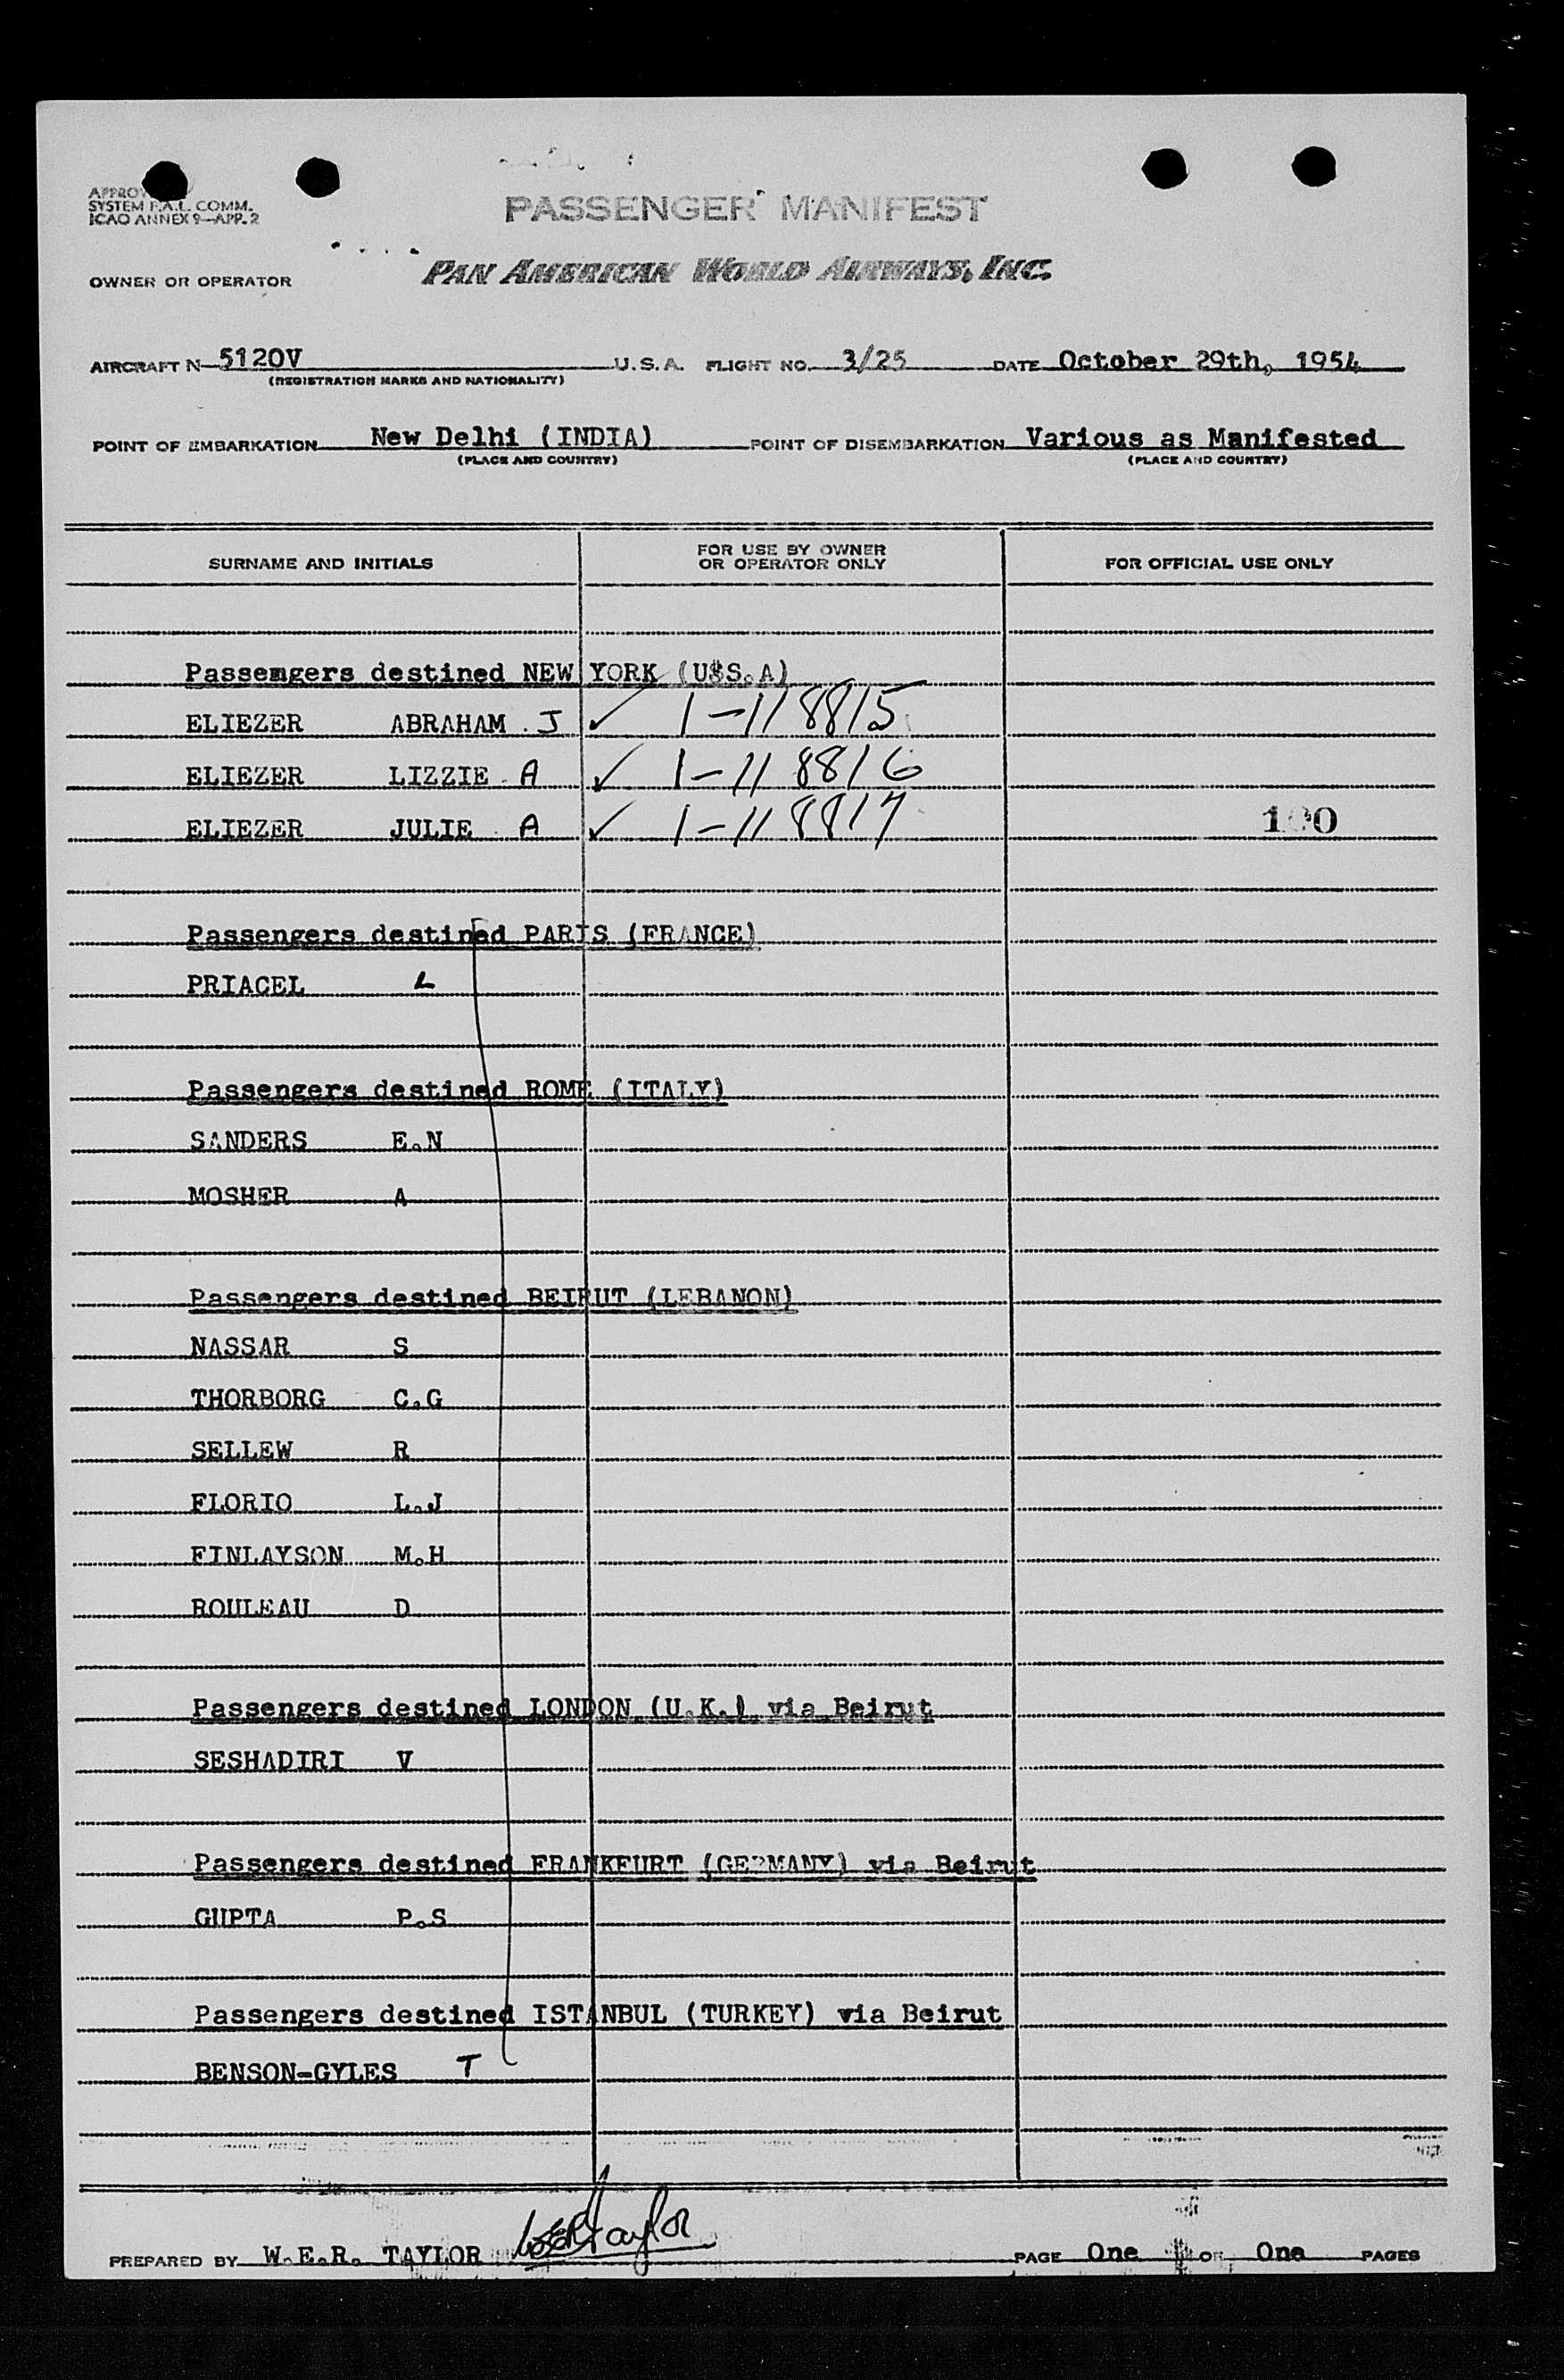 APPROV
SYSTEM F.A.L. COMM.
ICAO ANNEX 9—APP. 2
PASSENGER MANIFEST
OWNER OR OPERATOR PAN AMERICAN WORLD AIRWAYS, INC.
AIRCRAFT N- 5120V U.S.A. FLIGHT NO. 3/25 DATE October 29th, 1954
(REGISTRATION MARKS AND NATIONALITY)
POINT OF EMBARKATION New Delhi (INDIA) POINT OF DISEMBARKATION Various as Manifested
(PLACE AND COUNTRY) (PLACE AND COUNTRY)
SURNAME AND INITIALS FOR USE BY OWNER OR OPERATOR ONLY FOR OFFICIAL USE ONLY
Passemgers destined NEW YORK (U$S.A)
ELIEZER ABRAHAM . J ✓ 1-118815
ELIEZER LIZZIE A ✓ 1-118816
ELIEZER JULIE A ✓ 1-118817
Passengers destined PARIS (FRANCE)
PRIACEL L
Passengers destined ROME (ITALY)
SANDERS E.N
MOSHER A
Passengers destined BEIRUT (LEBANON)
NASSAR S
THORBORG C.G
SELLEW R
FLORIO L.J
FINLAYSON M.H
ROULEAU D
Passengers destined LONDON (U.K.) via Beirut
SESHADIRI V
Passengers destined FRANKFURT (GERMANY) via Beirut
GUPTA P.S
Passengers destined ISTANBUL (TURKEY) via Beirut
BENSON-GYLES T
PREPARED BY W.E.R. TAYLOR WERTaylor PAGE One OF One PAGES